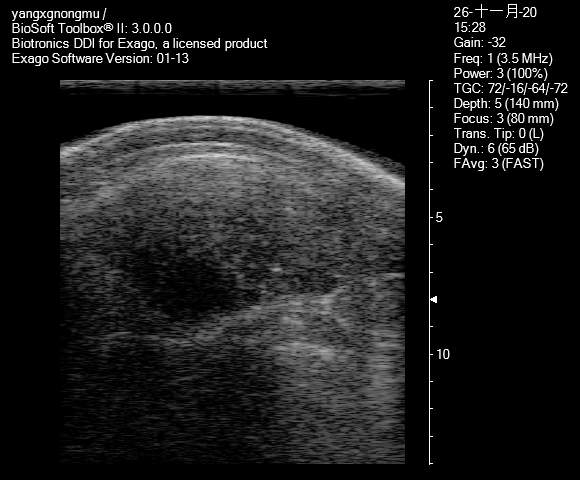 yangxgnongmu /
BioSoft Toolbox® II: 3.0.0.0
Biotronics DDI for Exago, a licensed product
Exago Software Version: 01-13
26-十一月-20
15:28
Gain: -32
Freq: 1 (3.5 MHz)
Power: 3 (100%)
TGC: 72/-16/-64/-72
Depth: 5 (140 mm)
Focus: 3 (80 mm)
Trans. Tip: 0 (L)
Dyn.: 6 (65 dB)
FAvg: 3 (FAST)
5
10